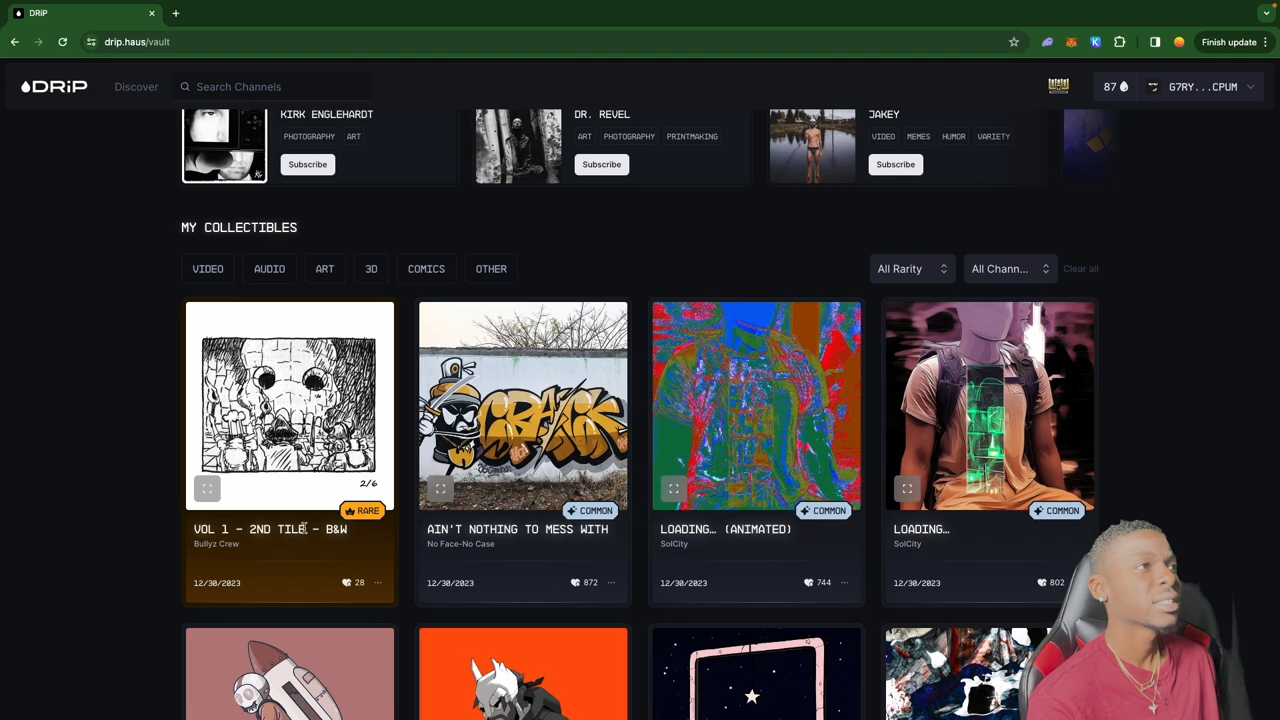 DRiP
drip.haus/vault
Finish update
DRiP
Discover
Search Channels
87
G7RY...CPUM
KIRK ENGLEHARDT
PHOTOGRAPHY ART
Subscribe
DR. REVEL
ART PHOTOGRAPHY PRINTMAKING
Subscribe
JAKEY
VIDEO MEMES HUMOR VARIETY
Subscribe
MY COLLECTIBLES
VIDEO AUDIO ART 3D COMICS OTHER
All Rarity
All Chann...
Clear all
2/6
RARE
VOL 1 - 2ND TILE - B&W
Bullyz Crew
12/30/2023
28
COMMON
AIN'T NOTHING TO MESS WITH
No Face-No Case
12/30/2023
872
COMMON
LOADING… (ANIMATED)
SolCity
12/30/2023
744
COMMON
LOADING…
SolCity
12/30/2023
802